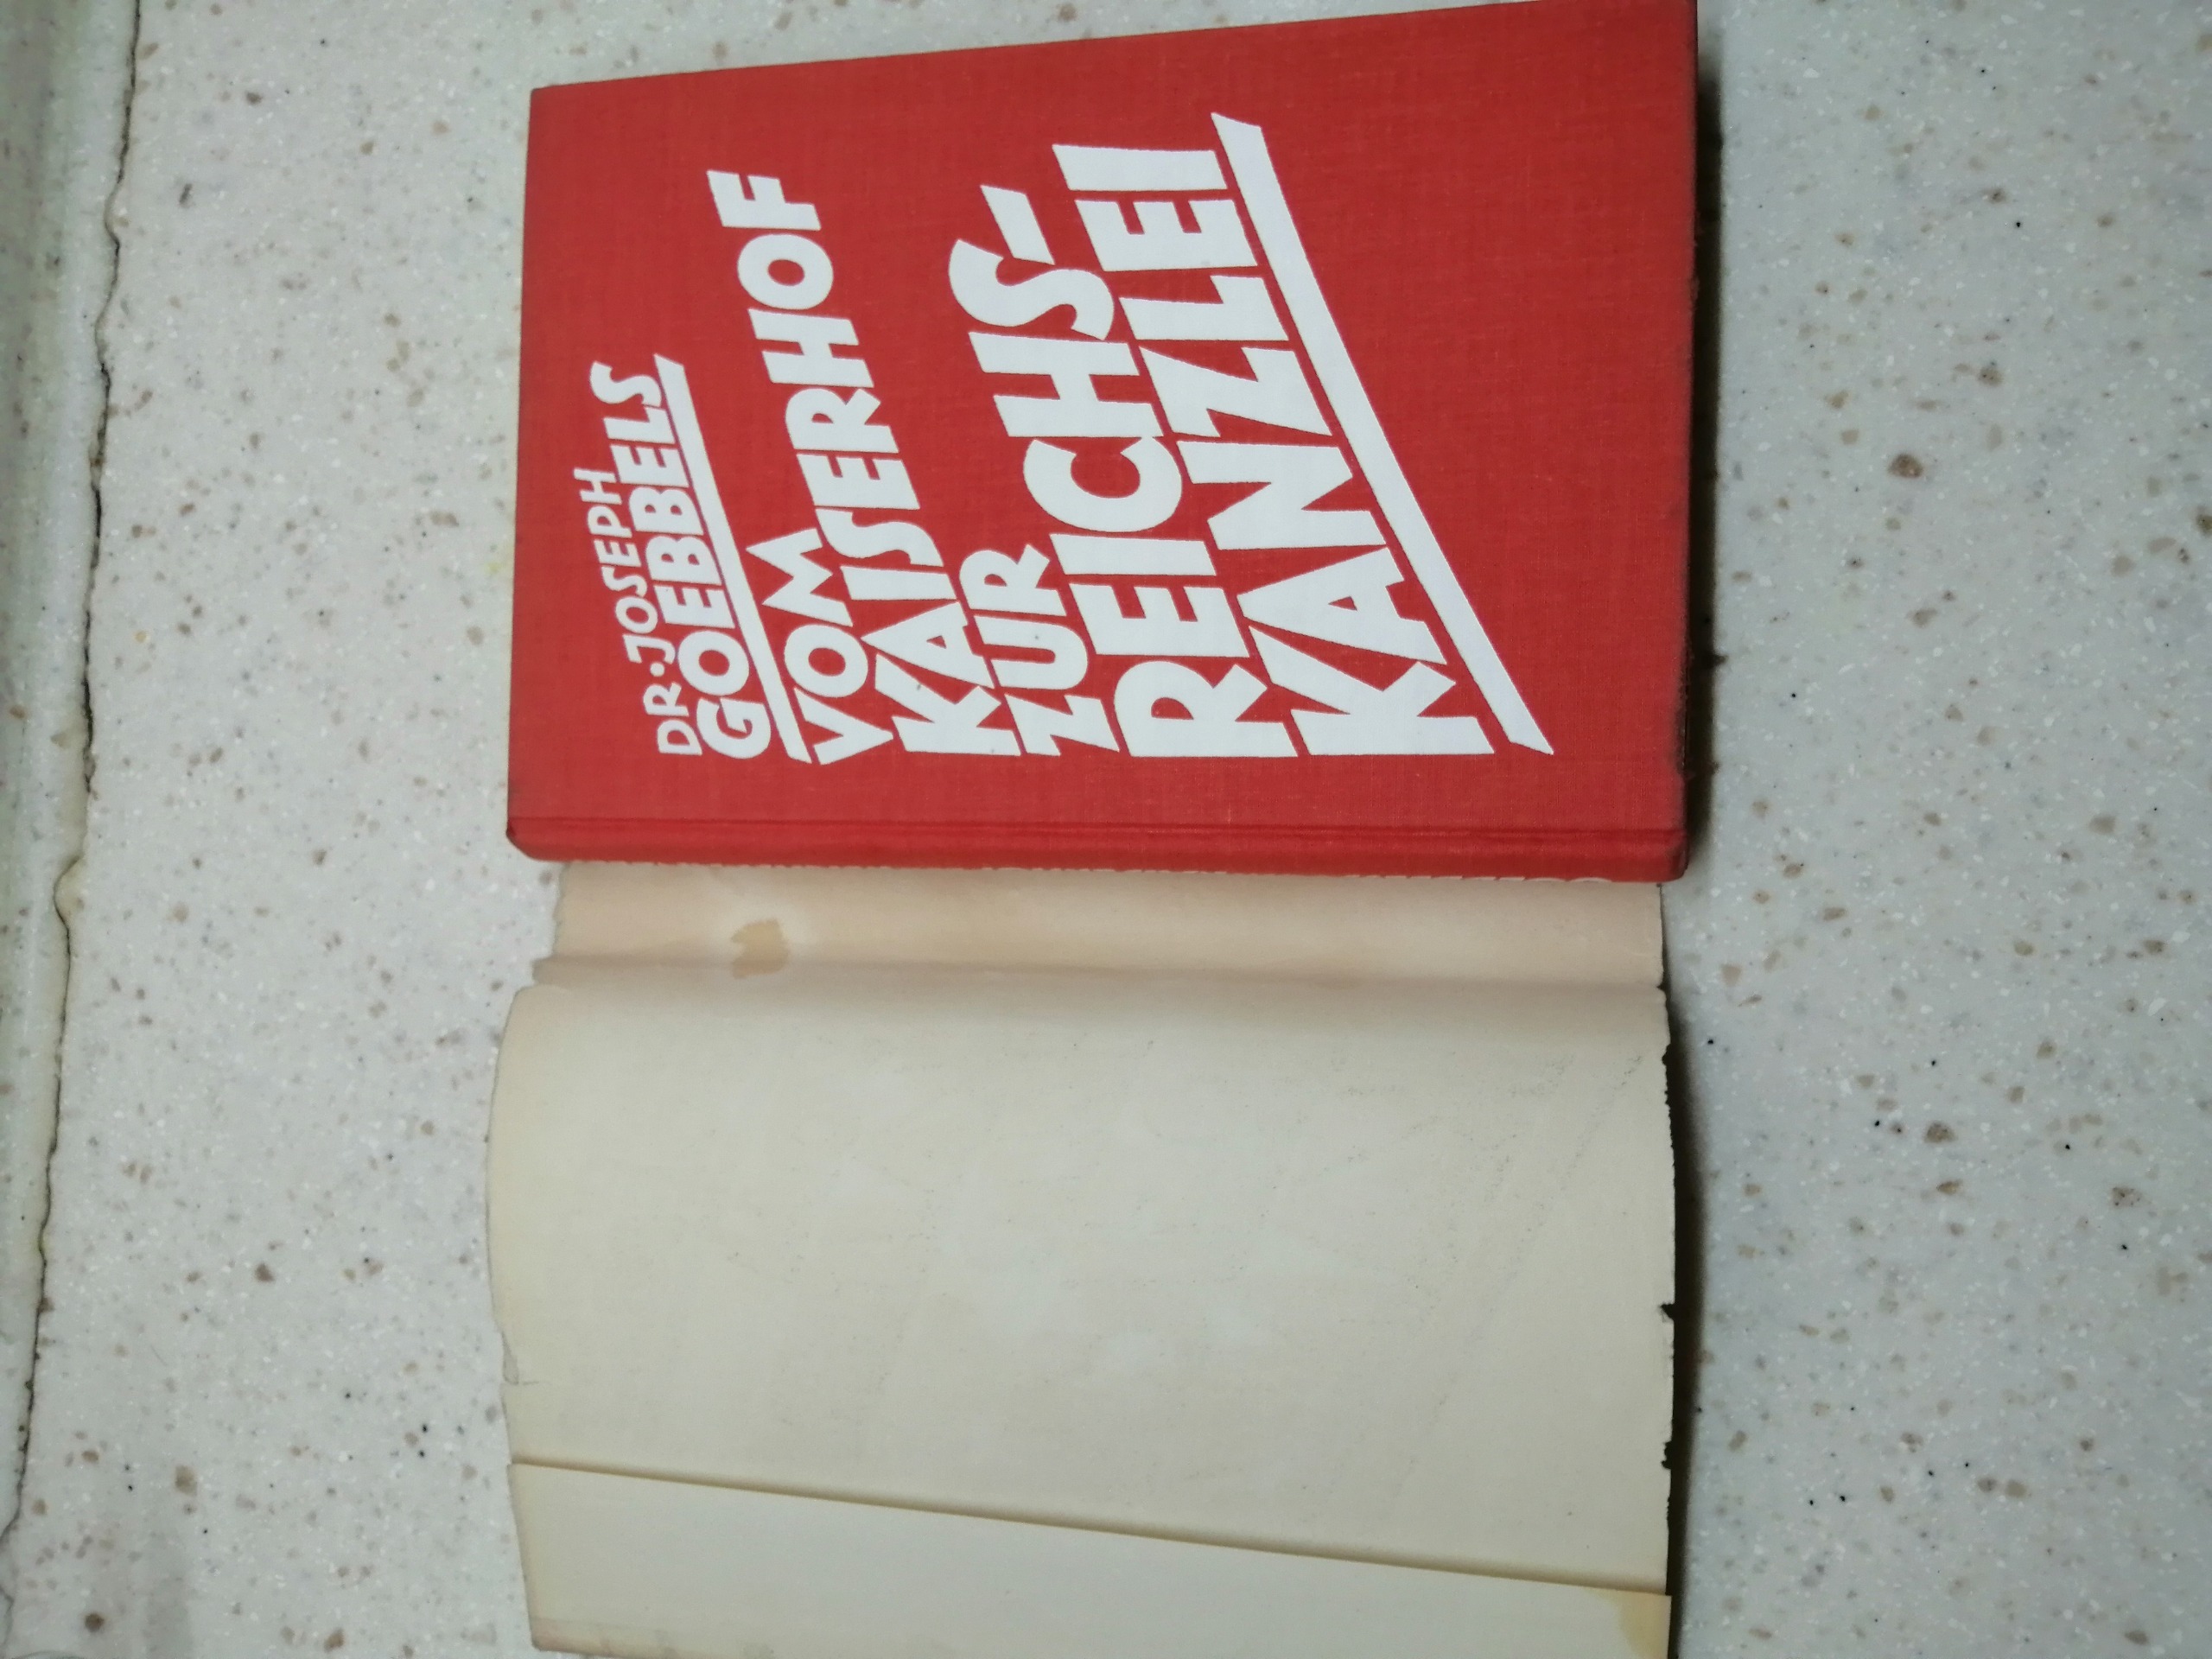 DR·JOSEPH
GOEBBELS
VOM
KAISERHOF
ZUR
REICHS-
KANZLEI